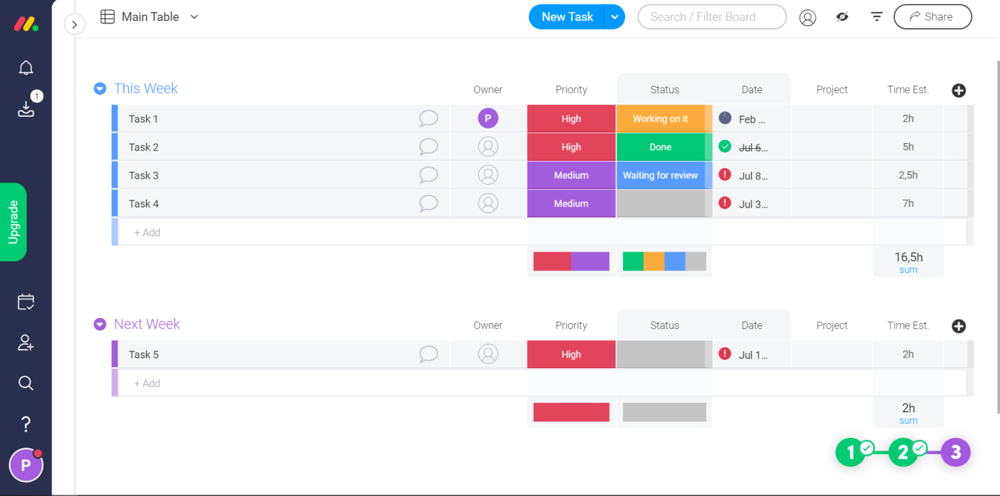 Main Table
New Task
Search / Filter Board
Share
1
Upgrade
P
This Week
Owner Priority Status Date Project Time Est.
Task 1 P High Working on it Feb ... 2h
Task 2 High Done Jul 6... 5h
Task 3 Medium Waiting for review Jul 8... 2,5h
Task 4 Medium Jul 3... 7h
+ Add
16,5h
sum
Next Week
Owner Priority Status Date Project Time Est.
Task 5 High Jul 1... 2h
+ Add
2h
sum
1 2 3